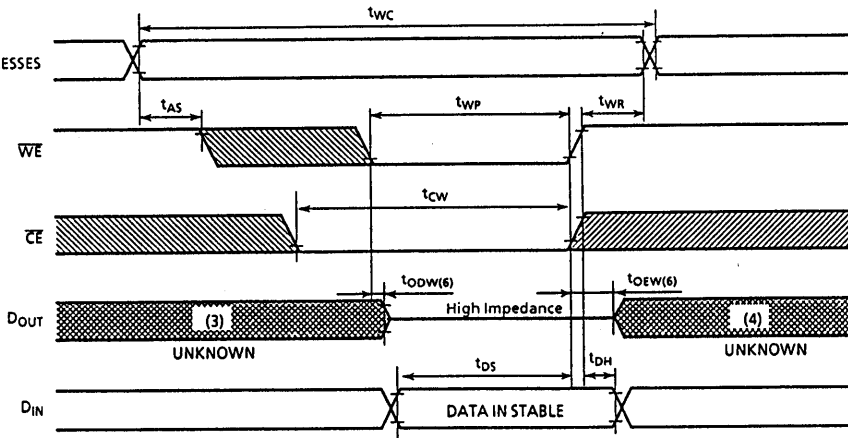 tWC
ESSES
tAS
tWP
tWR
WE
tCW
CE
tODW(6)
tOEW(6)
DOUT
(3)
High Impedance
(4)
UNKNOWN
UNKNOWN
tDS
tDH
DIN
DATA IN STABLE